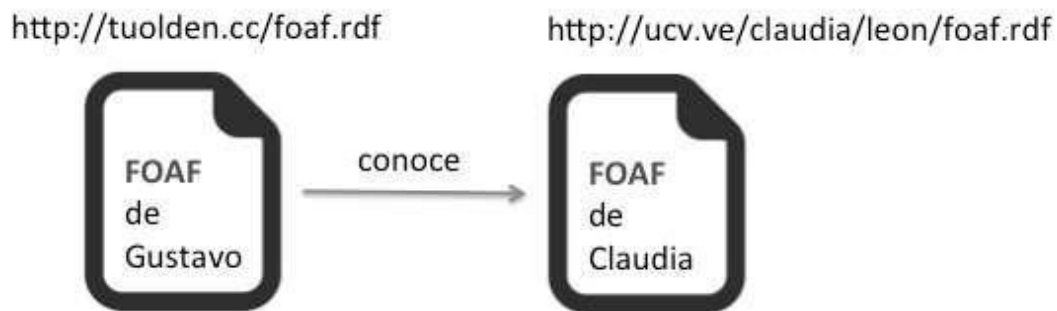 http://tuolden.cc/foaf.rdf
http://ucv.ve/claudia/leon/foaf.rdf
FOAF
de
Gustavo
conoce
FOAF
de
Claudia